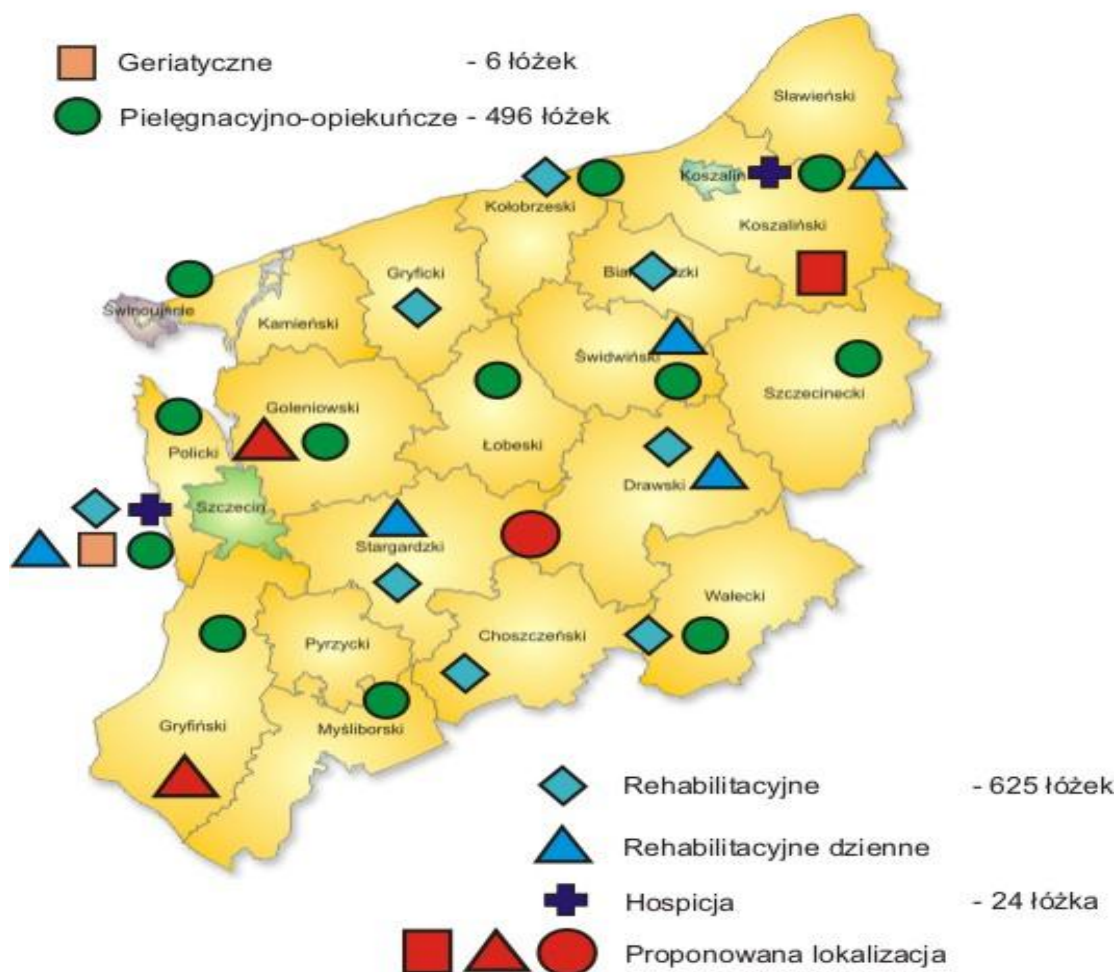 Geriatyczne - 6 łóżek
Pielęgnacyjno-opiekuńcze - 496 łóżek
Sławieński
Koszalin
Kołobrzeski
Koszaliński
Gryficki
Świnoujście
Kamieński
Świdwiński
Szczecinecki
Goleniowski
Łobeski
Policki
Drawski
Szczecin
Stargardzki
Wałecki
Choszczeński
Pyrzycki
Gryfiński
Myśliborski
Rehabilitacyjne - 625 łóżek
Rehabilitacyjne dzienne
Hospicja - 24 łóżka
Proponowana lokalizacja